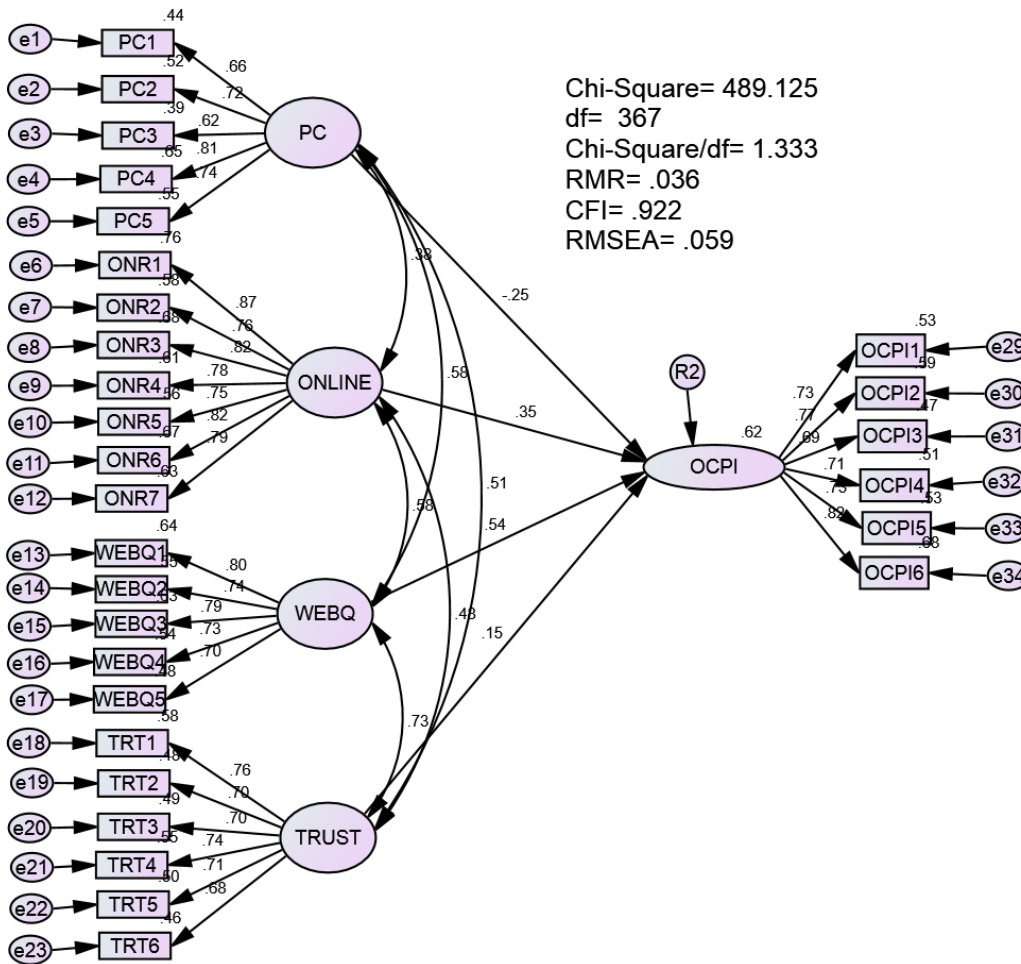 .44
e1 PC1
.52
.66
e2 PC2
.72
.39
e3 PC3
.62
PC
.65
.81
e4 PC4
.74
.55
e5 PC5
.76
e6 ONR1
.58
.87
e7 ONR2
.76
.68
e8 ONR3
.82
.61
e9 ONR4
.78
ONLINE
.56
.75
e10 ONR5
.82
.67
e11 ONR6
.79
.63
e12 ONR7
.64
e13 WEBQ1
.55
.80
e14 WEBQ2
.74
.63
e15 WEBQ3
.79
WEBQ
.54
.73
e16 WEBQ4
.70
.48
e17 WEBQ5
.58
e18 TRT1
.48
.76
e19 TRT2
.70
.49
e20 TRT3
.70
TRUST
.55
.74
e21 TRT4
.71
.50
e22 TRT5
.68
.46
e23 TRT6
Chi-Square= 489.125
df= 367
Chi-Square/df= 1.333
RMR= .036
CFI= .922
RMSEA= .059
.38
-.25
.58
.35
.51
.58
.54
.48
.15
.73
R2
.62
OCPI
.53
OCPI1 e29
.59
.73
OCPI2 e30
.77
.47
OCPI3 e31
.69
.51
.71
OCPI4 e32
.73
.53
OCPI5 e33
.82
.68
OCPI6 e34